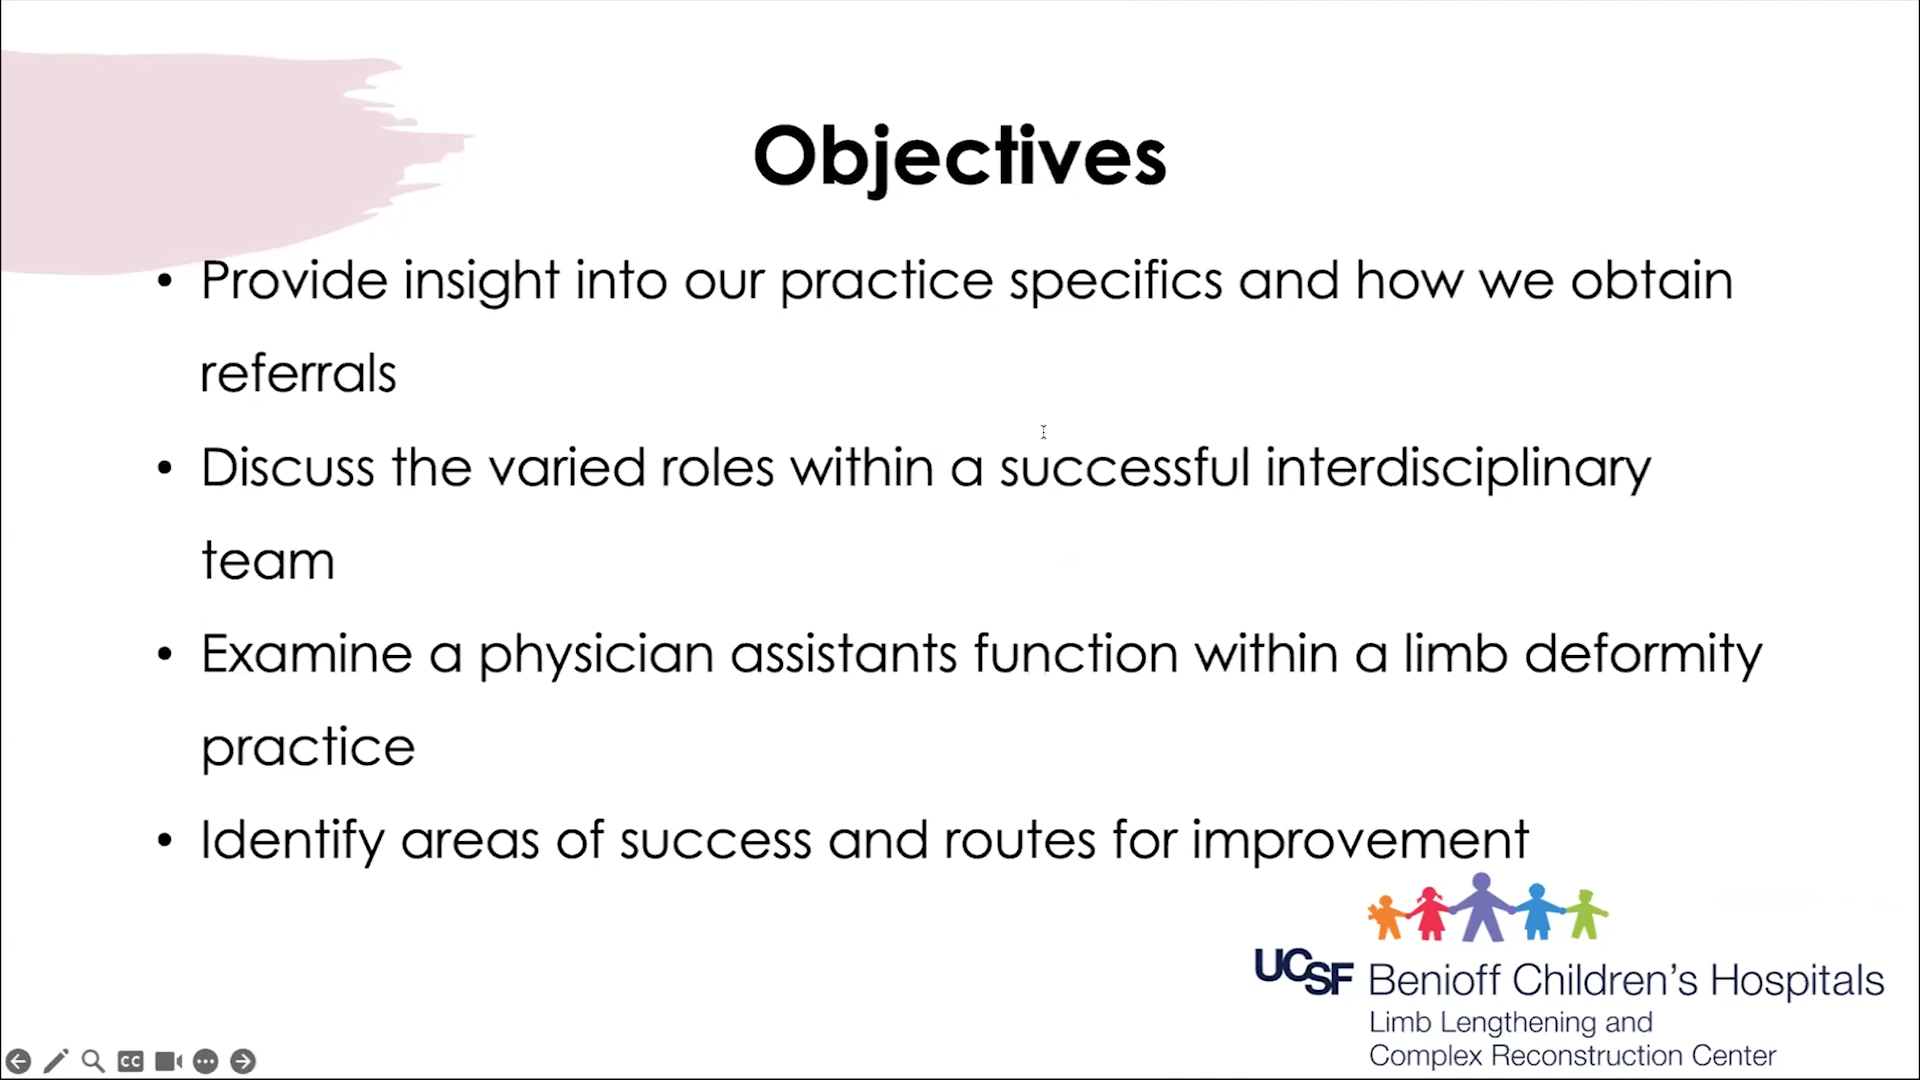 Objectives
• Provide insight into our practice specifics and how we obtain
referrals
• Discuss the varied roles within a successful interdisciplinary
team
• Examine a physician assistants function within a limb deformity
practice
• Identify areas of success and routes for improvement
UCSF Benioff Children's Hospitals
Limb Lengthening and
Complex Reconstruction Center
CC